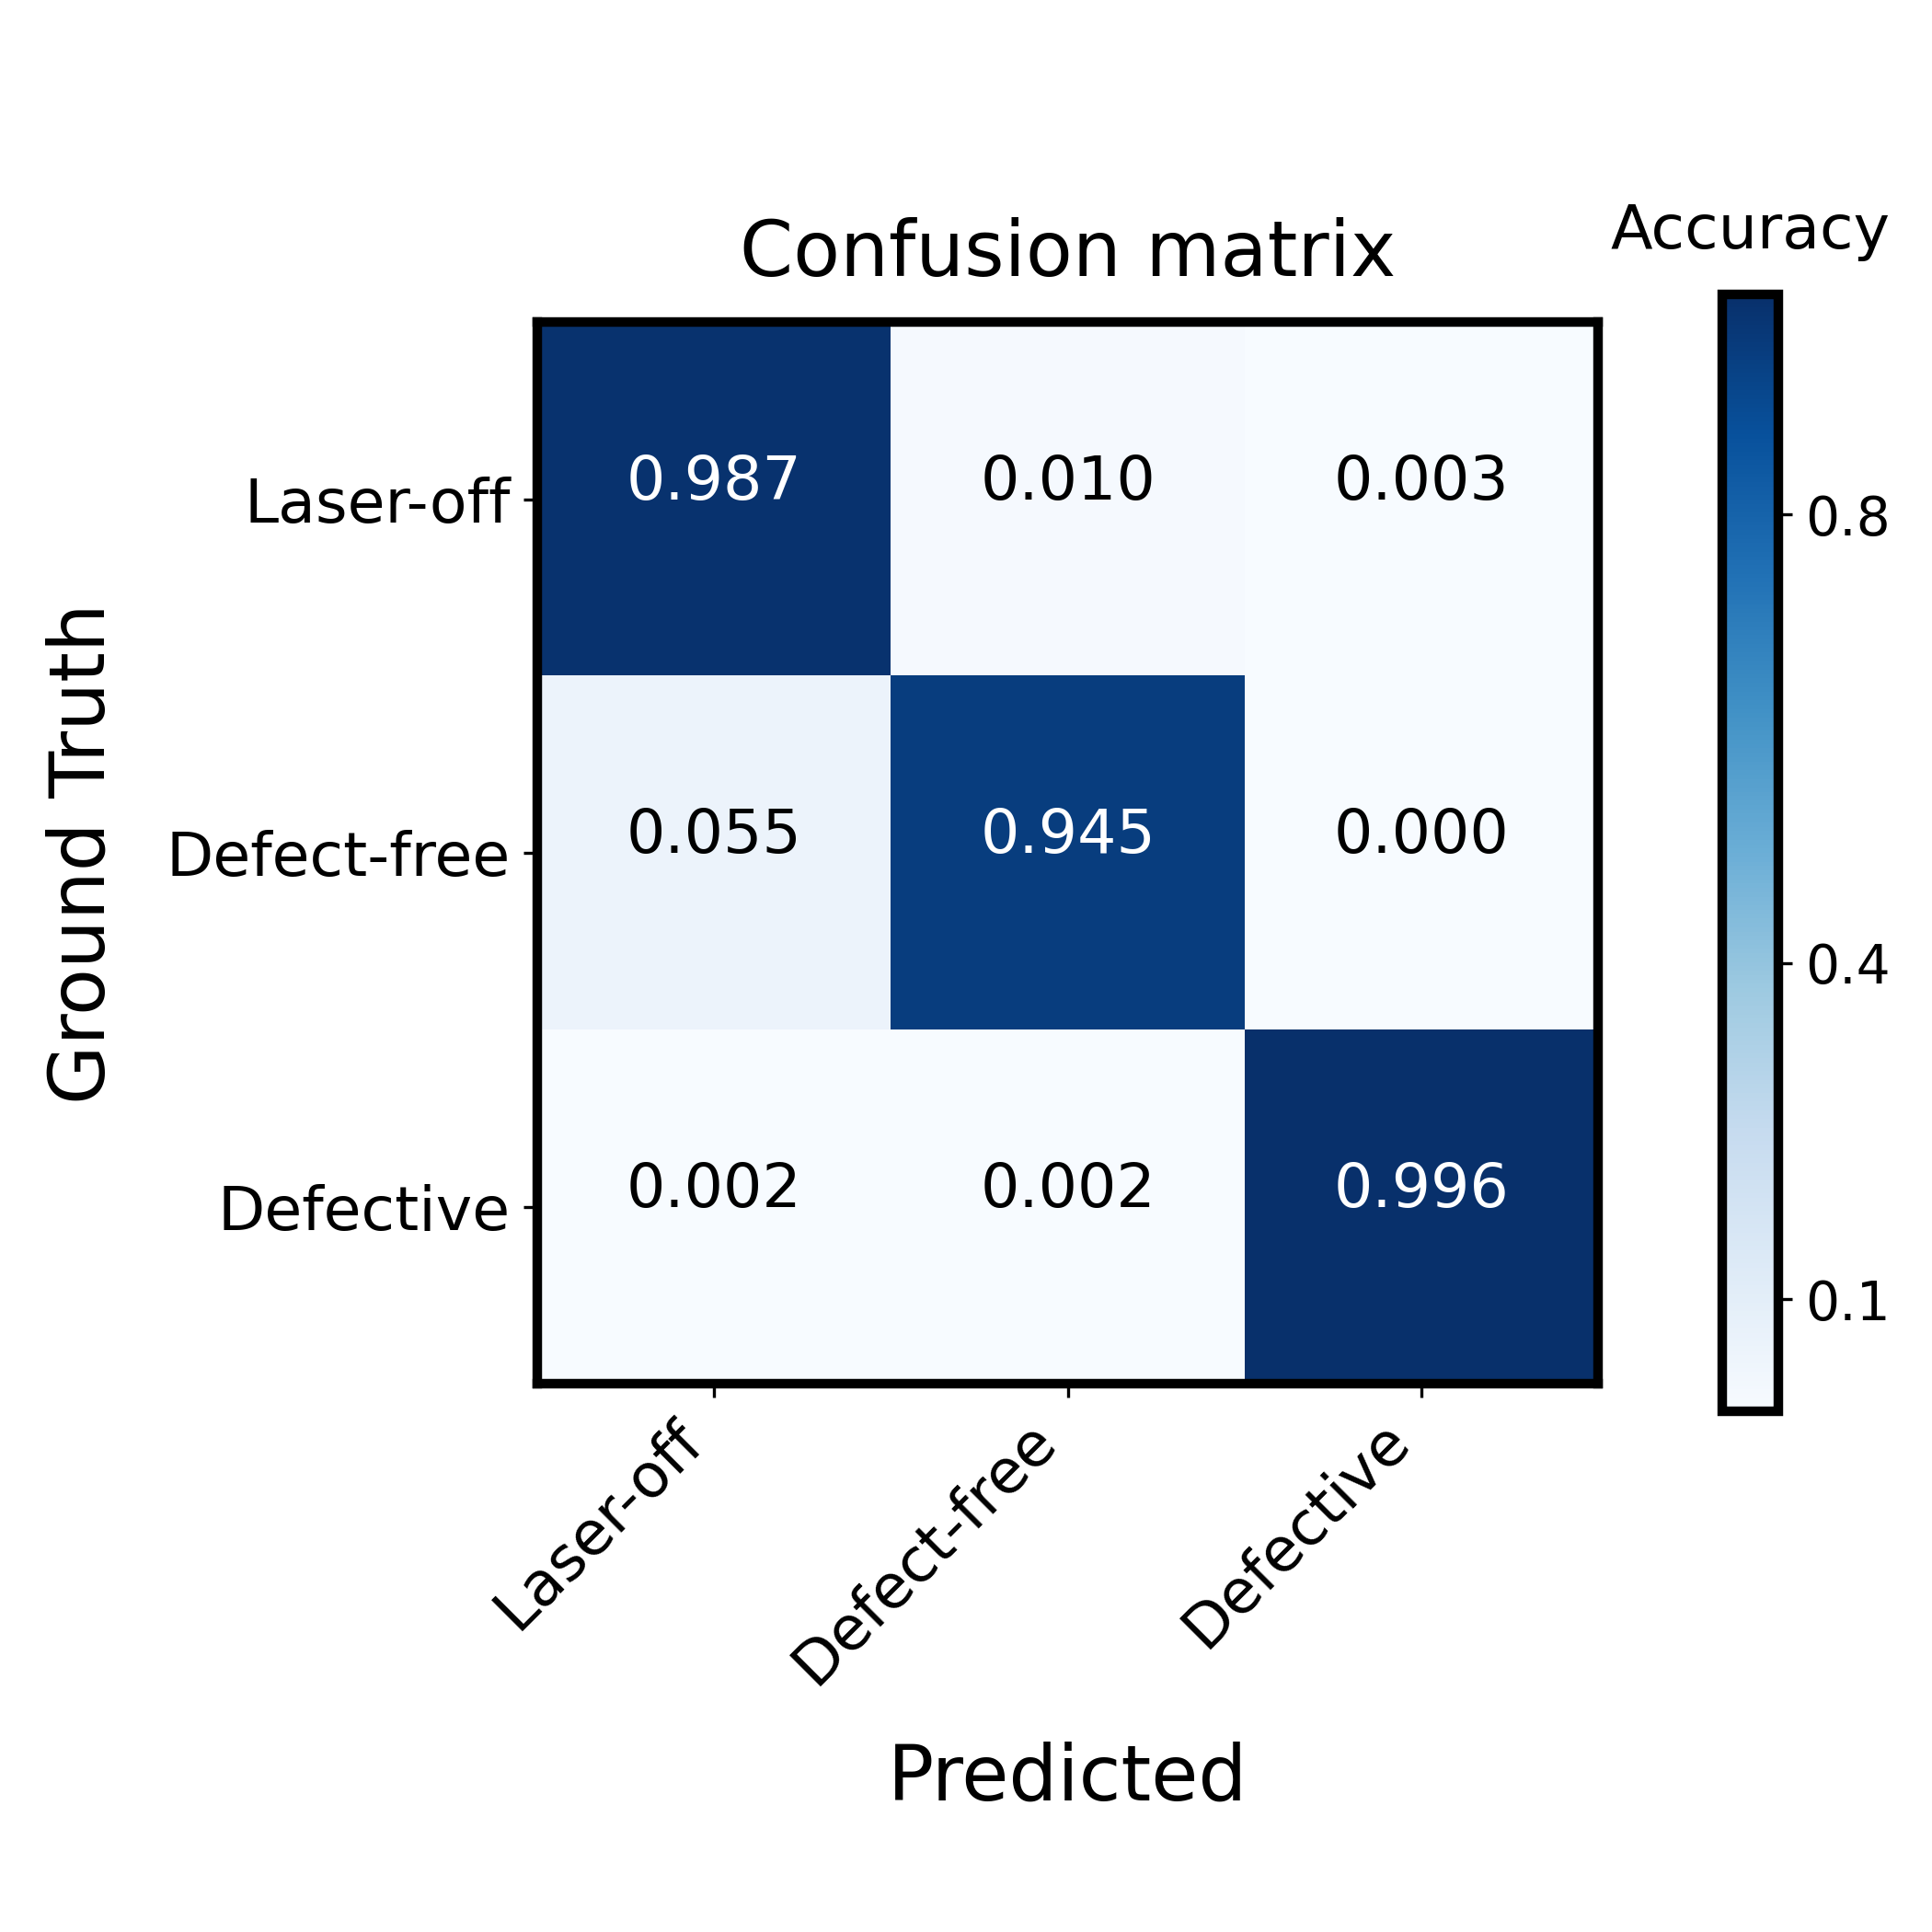 Confusion matrix
Accuracy
Ground Truth
Laser-off
0.987 0.010 0.003
Defect-free
0.055 0.945 0.000
Defective
0.002 0.002 0.996
0.8
0.4
0.1
Laser-off
Defect-free
Defective
Predicted